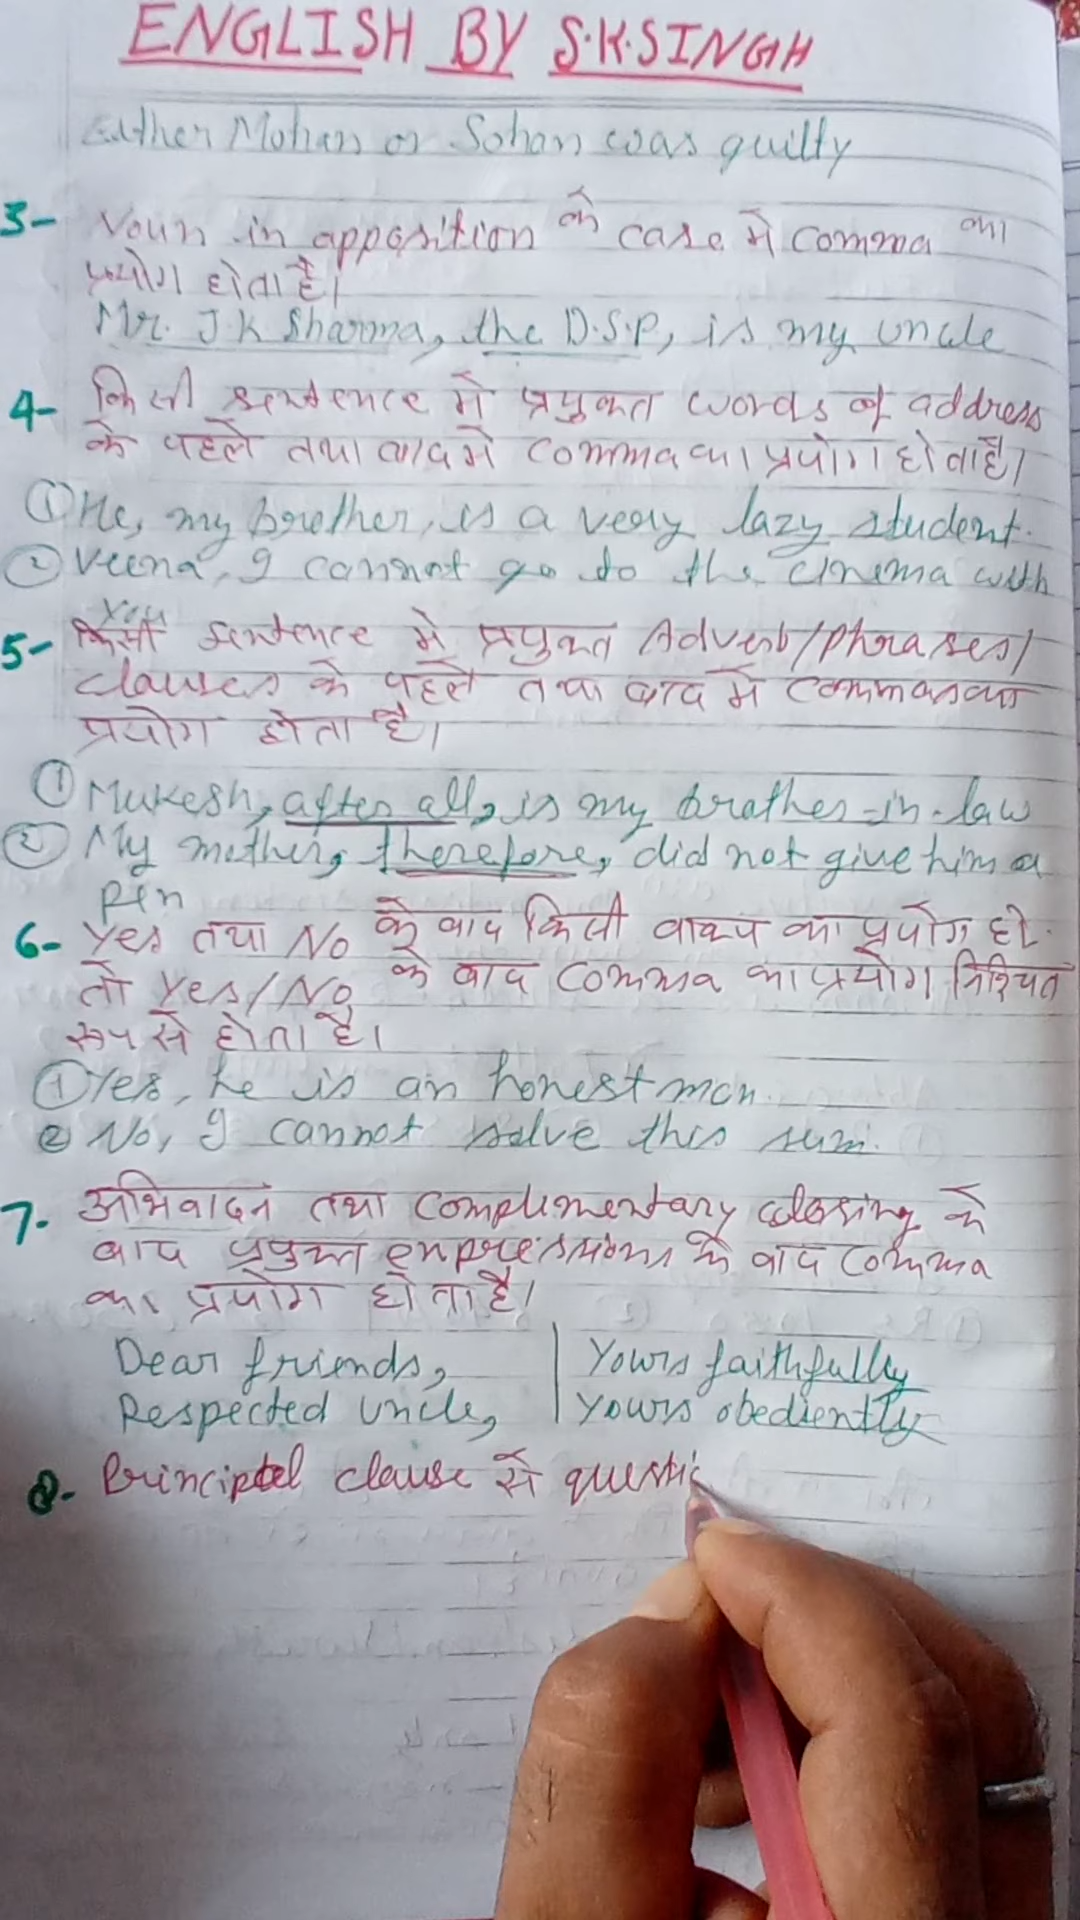 ENGLISH BY S.K.SINGH
Either Mohan or Sohan was guilty
3- Noun in apposition के case में comma का
प्रयोग होता है।
Mr. J.K Sharma, the D.S.P, is my uncle
4- किसी sentence में प्रयुक्त words of address
के पहले तथा बाद में comma का प्रयोग होता है।
① He, my brother, is a very lazy student.
② Veena, I cannot go to the cinema with
you
5- किसी sentence में प्रयुक्त Adverb/phrases/
clauses के पहले तथा बाद में commas का
प्रयोग होता है।
① Mukesh, after all, is my brother-in-law
② My mother, therefore, did not give him a
pen
6- Yes तथा No के बाद किसी वाक्य का प्रयोग हो
तो Yes/No के बाद comma का प्रयोग निश्चित
रूप से होता है।
① Yes, he is an honest man.
② No, I cannot solve this sum.
7- अभिवादन तथा complimentary closing के
बाद प्रयुक्त expressions के बाद comma
का प्रयोग होता है।
Dear friends, | Yours faithfully
Respected Uncle, | Yours obediently
8- Principal clause से questi